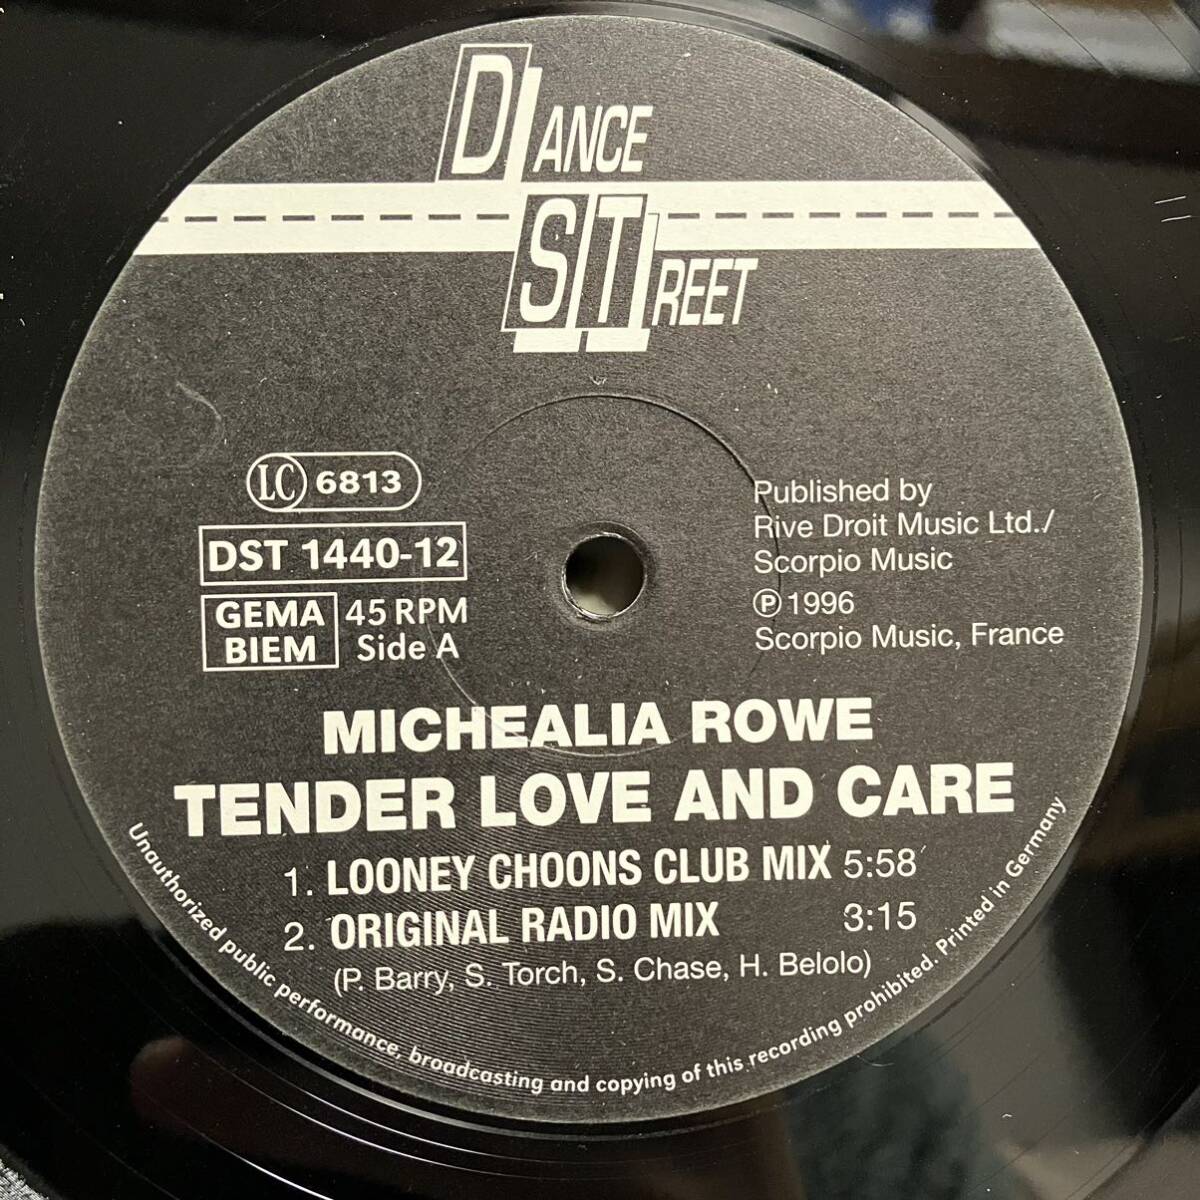 DANCE
STREET
LC 6813
DST 1440-12
GEMA
BIEM
45 RPM
Side A
Published by
Rive Droit Music Ltd./
Scorpio Music
Ⓟ 1996
Scorpio Music, France
MICHEALIA ROWE
TENDER LOVE AND CARE
1. LOONEY CHOONS CLUB MIX 5:58
2. ORIGINAL RADIO MIX 3:15
(P. Barry, S. Torch, S. Chase, H. Belolo)
Unauthorized public performance, broadcasting and copying of this recording prohibited. Printed in Germany